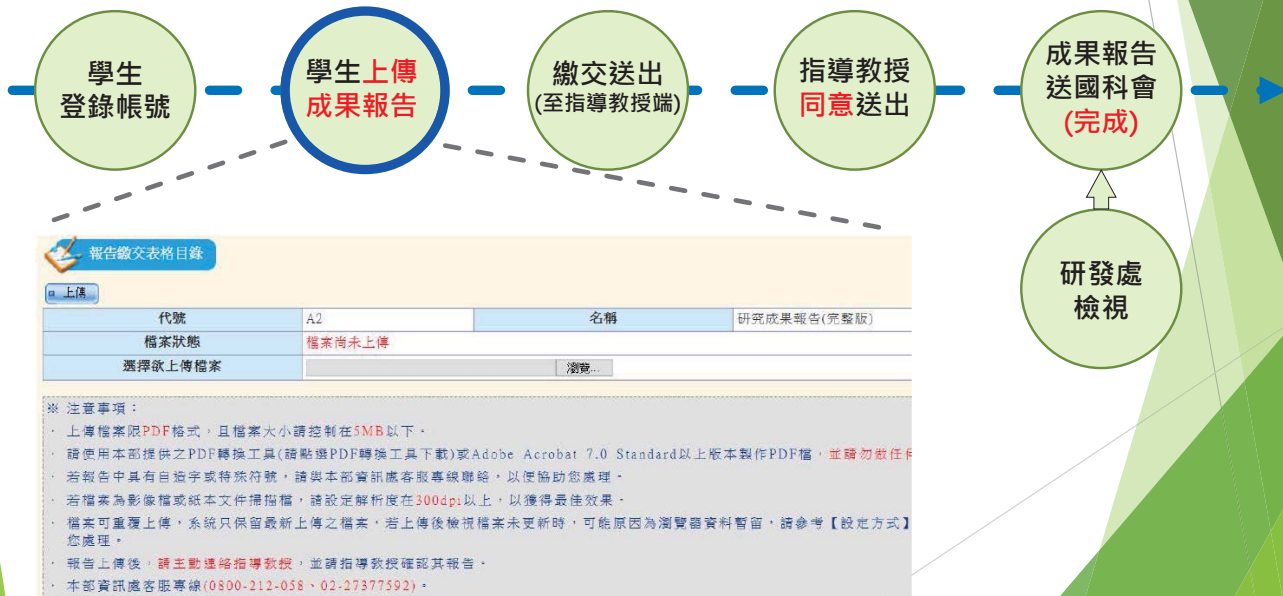 學生
登錄帳號
學生上傳
成果報告
繳交送出
(至指導教授端)
指導教授
同意送出
成果報告
送國科會
(完成)
研發處
檢視
報告繳交表格目錄
上傳
代號 A2 名稱 研究成果報告(完整版)
檔案狀態 檔案尚未上傳
選擇欲上傳檔案 瀏覽...
※ 注意事項：
· 上傳檔案限PDF格式，且檔案大小請控制在5MB以下。
· 請使用本部提供之PDF轉換工具(請點選PDF轉換工具下載)或Adobe Acrobat 7.0 Standard以上版本製作PDF檔，並請勿做任何
· 若報告中具有自造字或特殊符號，請與本部資訊處客服專線聯絡，以便協助您處理。
· 若檔案為影像檔或紙本文件掃描檔，請設定解析度在300dpi以上，以獲得最佳效果。
· 檔案可重覆上傳，系統只保留最新上傳之檔案，若上傳後檢視檔案未更新時，可能原因為瀏覽器資料暫留，請參考【設定方式】
您處理。
· 報告上傳後，請主動連絡指導教授，並請指導教授確認其報告。
· 本部資訊處客服專線(0800-212-058、02-27377592)。